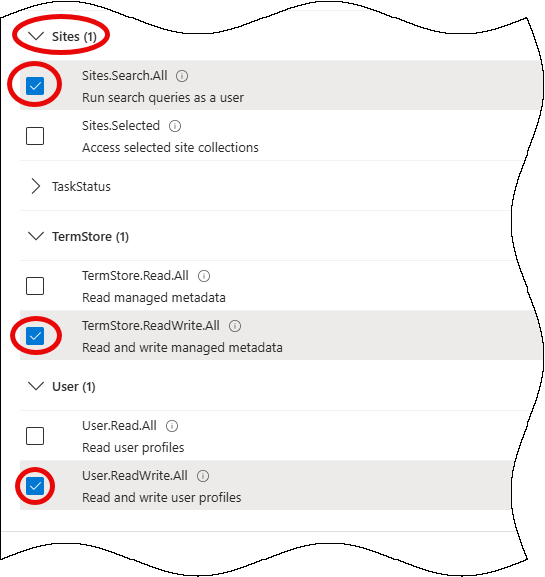 Sites (1)
Sites.Search.All
Run search queries as a user
Sites.Selected
Access selected site collections
TaskStatus
TermStore (1)
TermStore.Read.All
Read managed metadata
TermStore.ReadWrite.All
Read and write managed metadata
User (1)
User.Read.All
Read user profiles
User.ReadWrite.All
Read and write user profiles